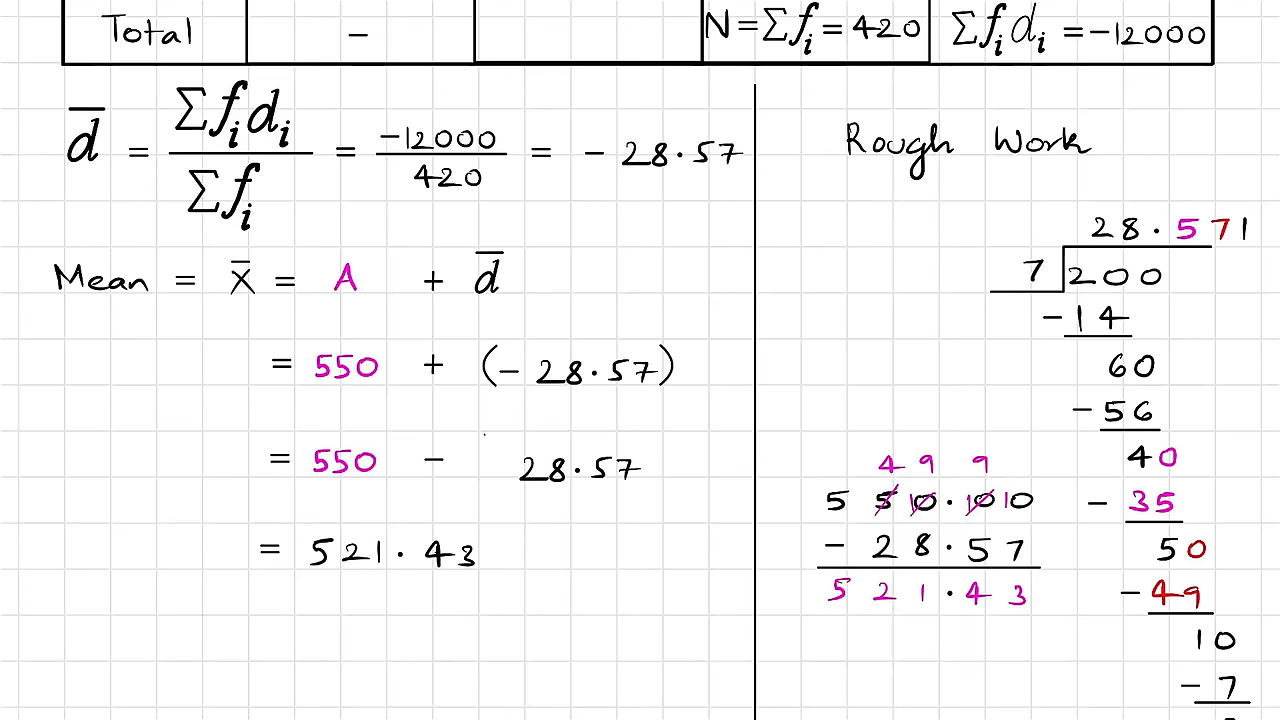 Total - N = Σfᵢ = 420 Σfᵢdᵢ = -12000
d̅ = Σfᵢdᵢ / Σfᵢ = -12000 / 420 = - 28.57
Mean = x̅ = A + d̅
= 550 + (- 28.57)
= 550 - 28.57
= 521.43
Rough Work
28.571
7 200
-14
60
-56
40
- 35
50
-49
10
- 7
4 9 9
5 5 10 . 10 10
- 2 8 . 5 7
5 2 1 . 4 3